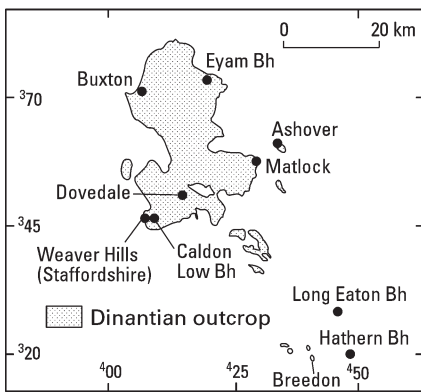 0 20 km
Eyam Bh
Buxton
³70
Ashover
Matlock
Dovedale
³45
Weaver Hills
(Staffordshire)
Caldon
Low Bh
Long Eaton Bh
Dinantian outcrop
Hathern Bh
³20
Breedon
⁴00 ⁴25 ⁴50